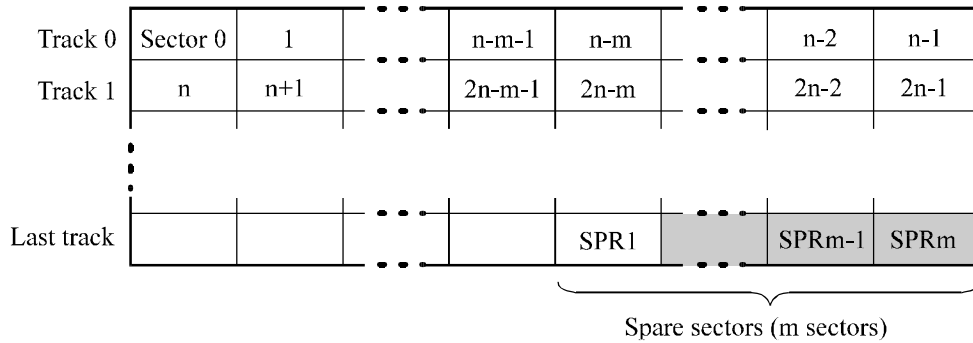 Track 0 Sector 0 1 n-m-1 n-m n-2 n-1
Track 1 n n+1 2n-m-1 2n-m 2n-2 2n-1
Last track SPR1 SPRm-1 SPRm
Spare sectors (m sectors)